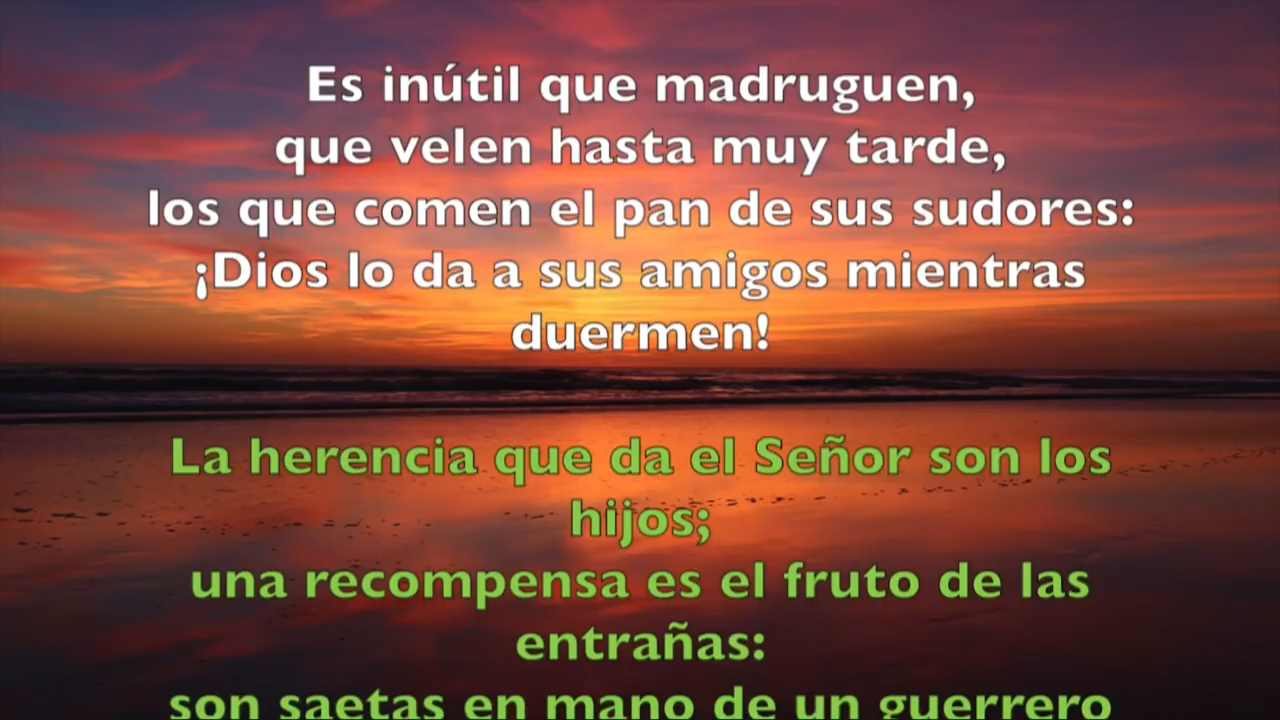 Es inútil que madruguen,
que velen hasta muy tarde,
los que comen el pan de sus sudores:
¡Dios lo da a sus amigos mientras
duermen!
La herencia que da el Señor son los
hijos;
una recompensa es el fruto de las
entrañas:
son saetas en mano de un guerrero